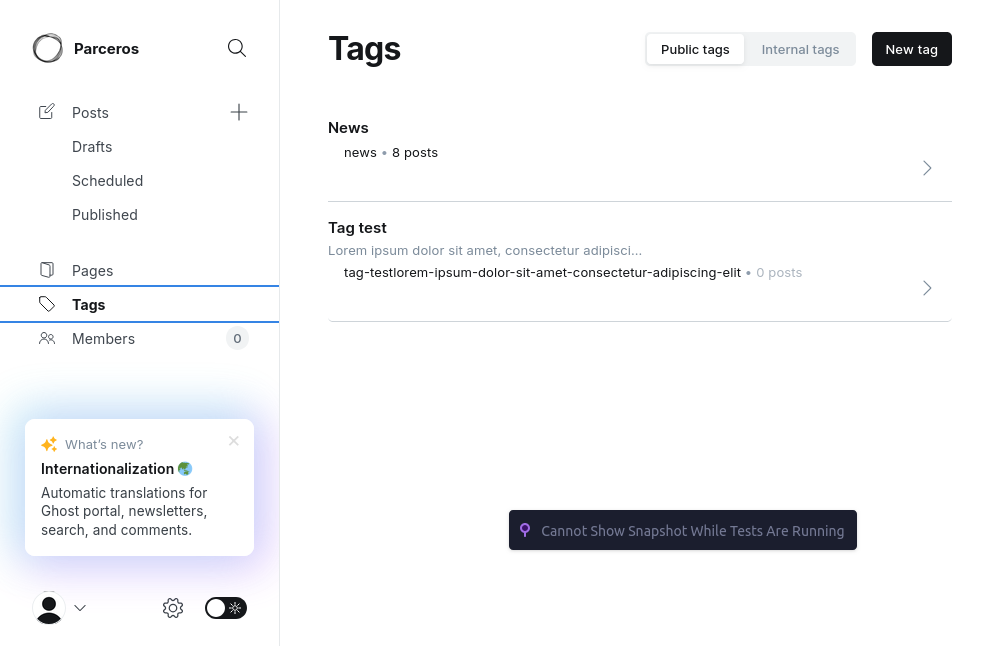 Parceros
Posts
Drafts
Scheduled
Published
Pages
Tags
Members 0
What's new?
Internationalization
Automatic translations for
Ghost portal, newsletters,
search, and comments.
Tags
Public tags
Internal tags
New tag
News
news • 8 posts
Tag test
Lorem ipsum dolor sit amet, consectetur adipisci...
tag-testlorem-ipsum-dolor-sit-amet-consectetur-adipiscing-elit • 0 posts
Cannot Show Snapshot While Tests Are Running